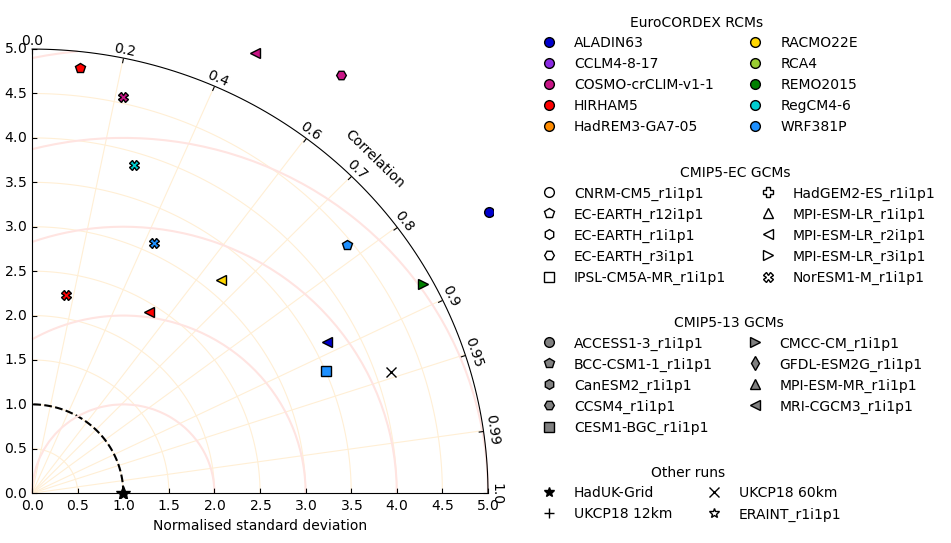 0.0
0.2
0.4
0.6
0.7
0.8
0.9
0.95
0.99
1.0
Correlation
5.0
4.5
4.0
3.5
3.0
2.5
2.0
1.5
1.0
0.5
0.0
0.0 0.5 1.0 1.5 2.0 2.5 3.0 3.5 4.0 4.5 5.0
Normalised standard deviation
EuroCORDEX RCMs
ALADIN63 RACMO22E
CCLM4-8-17 RCA4
COSMO-crCLIM-v1-1 REMO2015
HIRHAM5 RegCM4-6
HadREM3-GA7-05 WRF381P
CMIP5-EC GCMs
CNRM-CM5_r1i1p1 HadGEM2-ES_r1i1p1
EC-EARTH_r12i1p1 MPI-ESM-LR_r1i1p1
EC-EARTH_r1i1p1 MPI-ESM-LR_r2i1p1
EC-EARTH_r3i1p1 MPI-ESM-LR_r3i1p1
IPSL-CM5A-MR_r1i1p1 NorESM1-M_r1i1p1
CMIP5-13 GCMs
ACCESS1-3_r1i1p1 CMCC-CM_r1i1p1
BCC-CSM1-1_r1i1p1 GFDL-ESM2G_r1i1p1
CanESM2_r1i1p1 MPI-ESM-MR_r1i1p1
CCSM4_r1i1p1 MRI-CGCM3_r1i1p1
CESM1-BGC_r1i1p1
Other runs
HadUK-Grid UKCP18 60km
UKCP18 12km ERAINT_r1i1p1